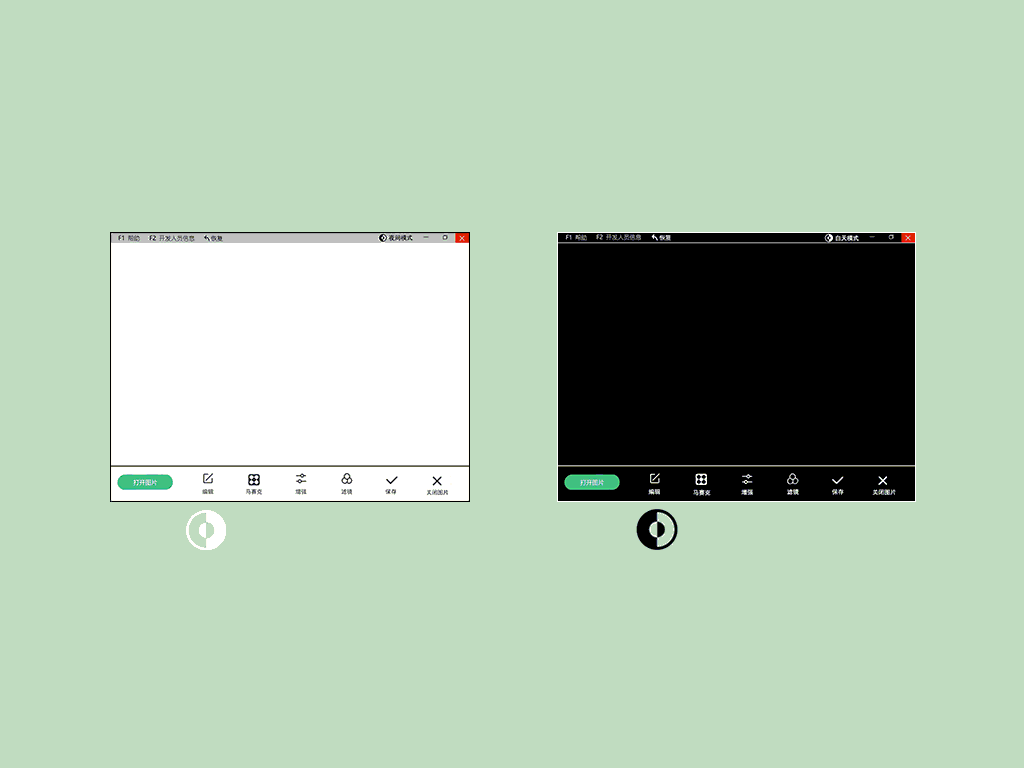 F1 帮助 F2 开发人员信息 恢复 夜间模式
打开图片 编辑 马赛克 增强 滤镜 保存 关闭图片
F1 帮助 F2 开发人员信息 恢复 白天模式
打开图片 编辑 马赛克 增强 滤镜 保存 关闭图片